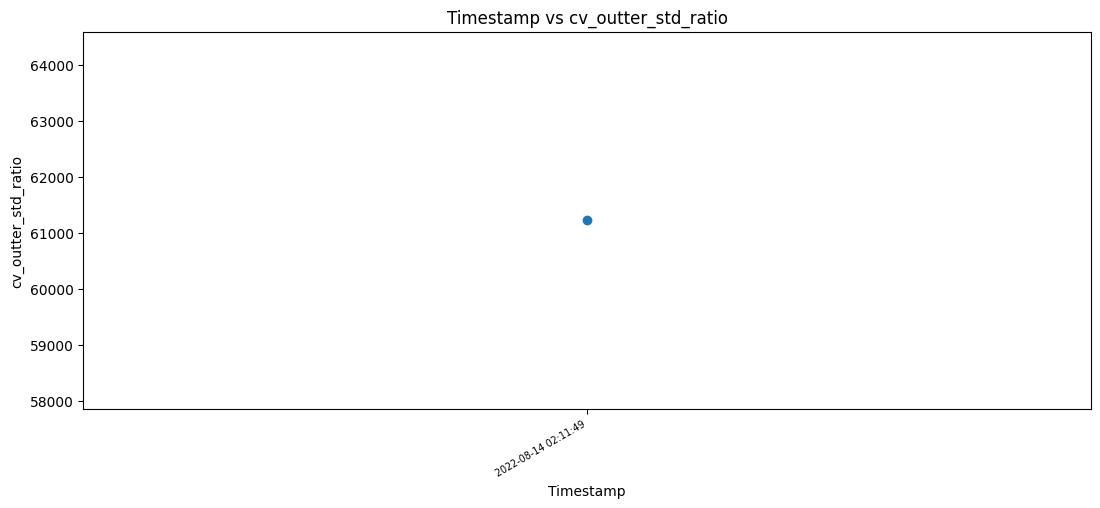 Timestamp vs cv_outter_std_ratio
64000
63000
62000
61000
60000
59000
58000
cv_outter_std_ratio
2022-08-14 02:11:49
Timestamp